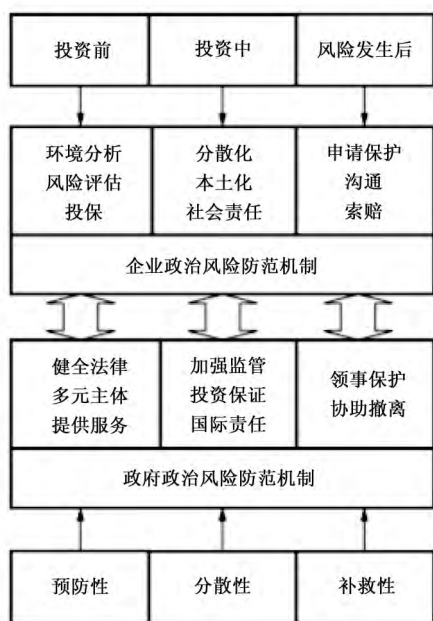 投资前 投资中 风险发生后
环境分析 分散化 申请保护
风险评估 本土化 沟通
投保 社会责任 索赔
企业政治风险防范机制
健全法律 加强监管 领事保护
多元主体 投资保证 协助撤离
提供服务 国际责任
政府政治风险防范机制
预防性 分散性 补救性